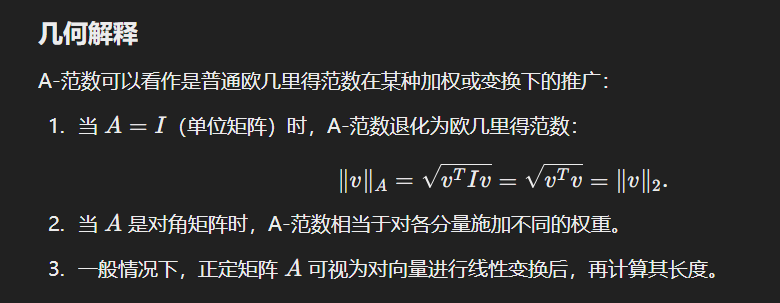 几何解释
A-范数可以看作是普通欧几里得范数在某种加权或变换下的推广：
1. 当 A = I（单位矩阵）时，A-范数退化为欧几里得范数：
‖v‖_A = √(v^T I v) = √(v^T v) = ‖v‖_2.
2. 当 A 是对角矩阵时，A-范数相当于对各分量施加不同的权重。
3. 一般情况下，正定矩阵 A 可视为对向量进行线性变换后，再计算其长度。